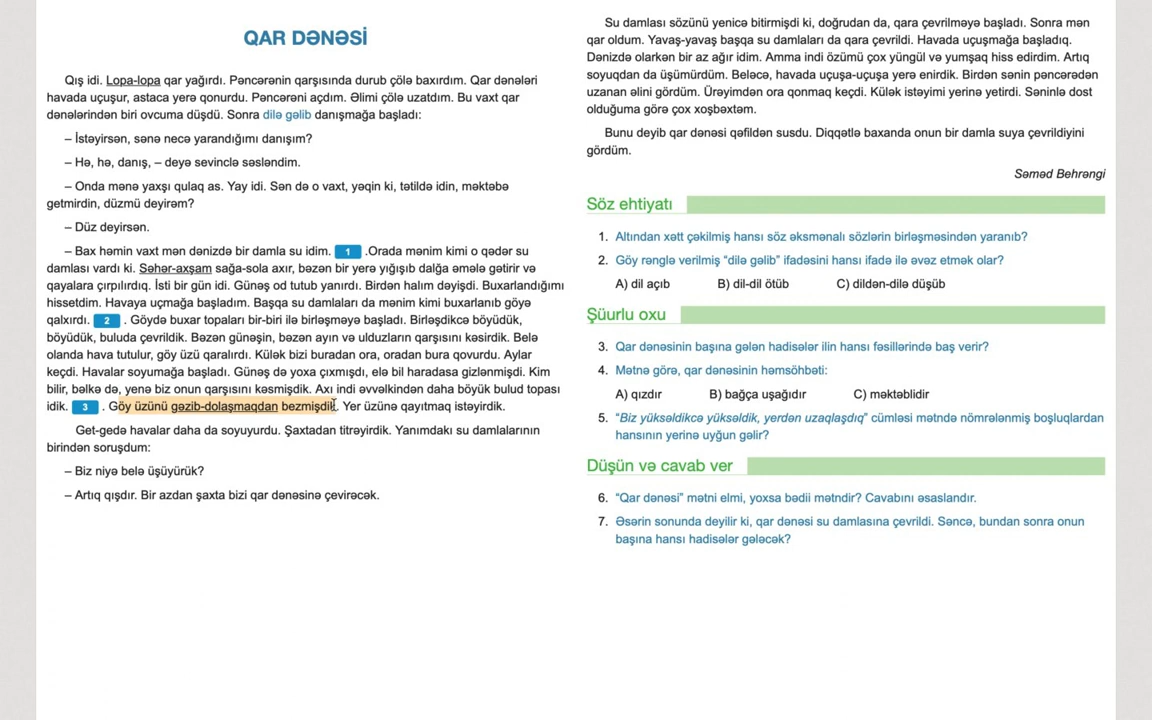 QAR DƏNƏSİ
Qış idi. Lopa-lopa qar yağırdı. Pəncərənin qarşısında durub çölə baxırdım. Qar dənələri
havada uçuşur, astaca yerə qonurdu. Pəncərəni açdım. Əlimi çölə uzatdım. Bu vaxt qar
dənələrindən biri ovcuma düşdü. Sonra dilə gəlib danışmağa başladı:
– İstəyirsən, sənə necə yarandığımı danışım?
– Hə, hə, danış, – deyə sevinclə səsləndim.
– Onda mənə yaxşı qulaq as. Yay idi. Sən də o vaxt, yəqin ki, tətildə idin, məktəbə
getmirdin, düzmü deyirəm?
– Düz deyirsən.
– Bax həmin vaxt mən dənizdə bir damla su idim. 1 .Orada mənim kimi o qədər su
damlası vardı ki. Səhər-axşam sağa-sola axır, bəzən bir yerə yığışıb dalğa əmələ gətirir və
qayalara çırpılırdıq. İsti bir gün idi. Günəş od tutub yanırdı. Birdən halım dəyişdi. Buxarlandığımı
hissetdim. Havaya uçmağa başladım. Başqa su damlaları da mənim kimi buxarlanıb göyə
qalxırdı. 2 . Göydə buxar topaları bir-biri ilə birləşməyə başladı. Birləşdikcə böyüdük,
böyüdük, buluda çevrildik. Bəzən günəşin, bəzən ayın və ulduzların qarşısını kəsirdik. Belə
olanda hava tutulur, göy üzü qaralırdı. Külək bizi buradan ora, oradan bura qovurdu. Aylar
keçdi. Havalar soyumağa başladı. Günəş də yoxa çıxmışdı, elə bil haradasa gizlənmişdi. Kim
bilir, bəlkə də, yenə biz onun qarşısını kəsmişdik. Axı indi əvvəlkindən daha böyük bulud topası
idik. 3 . Göy üzünü gəzib-dolaşmaqdan bezmişdik. Yer üzünə qayıtmaq istəyirdik.
Get-gedə havalar daha da soyuyurdu. Şaxtadan titrəyirdik. Yanımdakı su damlalarının
birindən soruşdum:
– Biz niyə belə üşüyürük?
– Artıq qışdır. Bir azdan şaxta bizi qar dənəsinə çevirəcək.
Su damlası sözünü yenicə bitirmişdi ki, doğrudan da, qara çevrilməyə başladı. Sonra mən
qar oldum. Yavaş-yavaş başqa su damlaları da qara çevrildi. Havada uçuşmağa başladıq.
Dənizdə olarkən bir az ağır idim. Amma indi özümü çox yüngül və yumşaq hiss edirdim. Artıq
soyuqdan da üşümürdüm. Beləcə, havada uçuşa-uçuşa yerə enirdik. Birdən sənin pəncərədən
uzanan əlini gördüm. Ürəyimdən ora qonmaq keçdi. Külək istəyimi yerinə yetirdi. Səninlə dost
olduğuma görə çox xoşbəxtəm.
Bunu deyib qar dənəsi qəfildən susdu. Diqqətlə baxanda onun bir damla suya çevrildiyini
gördüm.
Səməd Behrəngi
Söz ehtiyatı
1. Altından xətt çəkilmiş hansı söz əksmənalı sözlərin birləşməsindən yaranıb?
2. Göy rənglə verilmiş “dilə gəlib” ifadəsini hansı ifadə ilə əvəz etmək olar?
A) dil açıb B) dil-dil ötüb C) dildən-dilə düşüb
Şüurlu oxu
3. Qar dənəsinin başına gələn hadisələr ilin hansı fəsillərində baş verir?
4. Mətnə görə, qar dənəsinin həmsöhbəti:
A) qızdır B) bağça uşağıdır C) məktəblidir
5. “Biz yüksəldikcə yüksəldik, yerdən uzaqlaşdıq” cümləsi mətndə nömrələnmiş boşluqlardan
hansının yerinə uyğun gəlir?
Düşün və cavab ver
6. “Qar dənəsi” mətni elmi, yoxsa bədii mətndir? Cavabını əsaslandır.
7. Əsərin sonunda deyilir ki, qar dənəsi su damlasına çevrildi. Səncə, bundan sonra onun
başına hansı hadisələr gələcək?